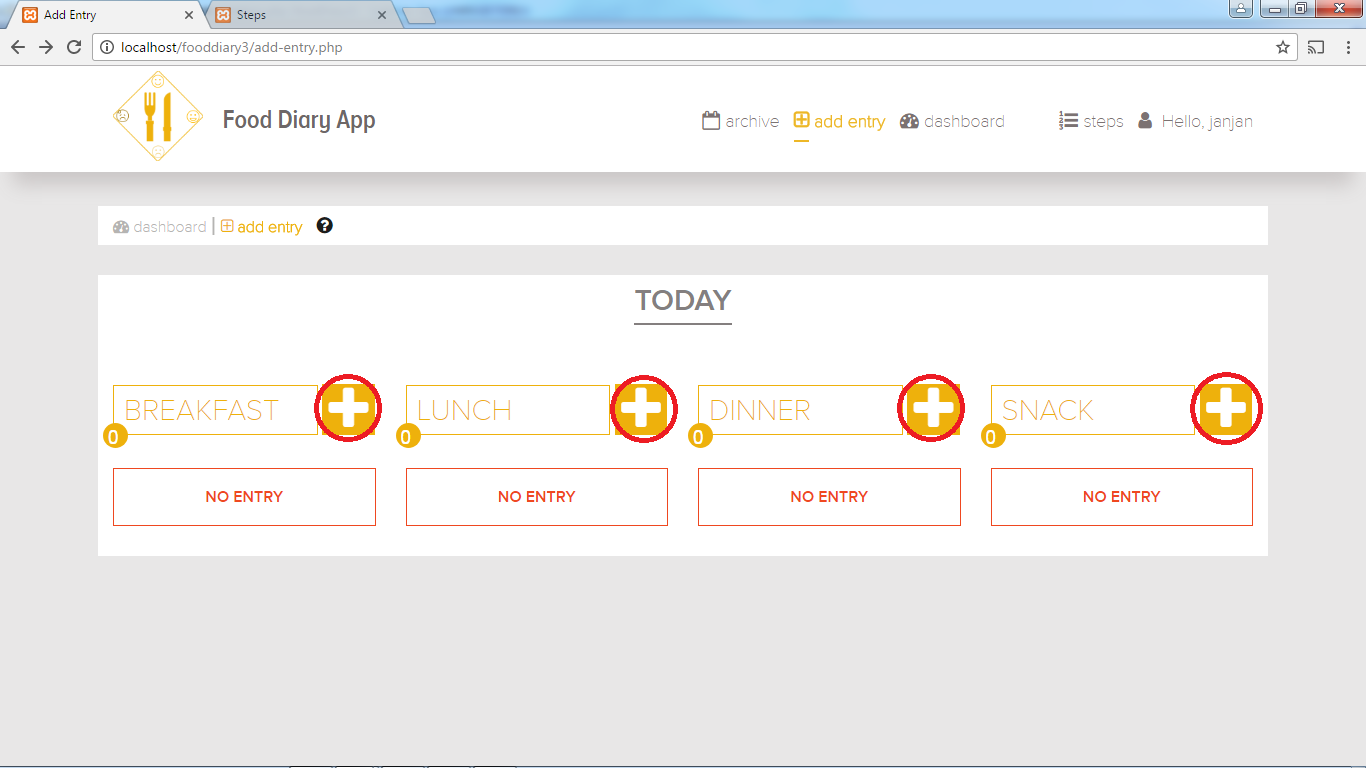 Add Entry
Steps
localhost/fooddiary3/add-entry.php
Food Diary App
archive
add entry
dashboard
steps
Hello, janjan
dashboard | add entry
TODAY
BREAKFAST
0
NO ENTRY
LUNCH
0
NO ENTRY
DINNER
0
NO ENTRY
SNACK
0
NO ENTRY